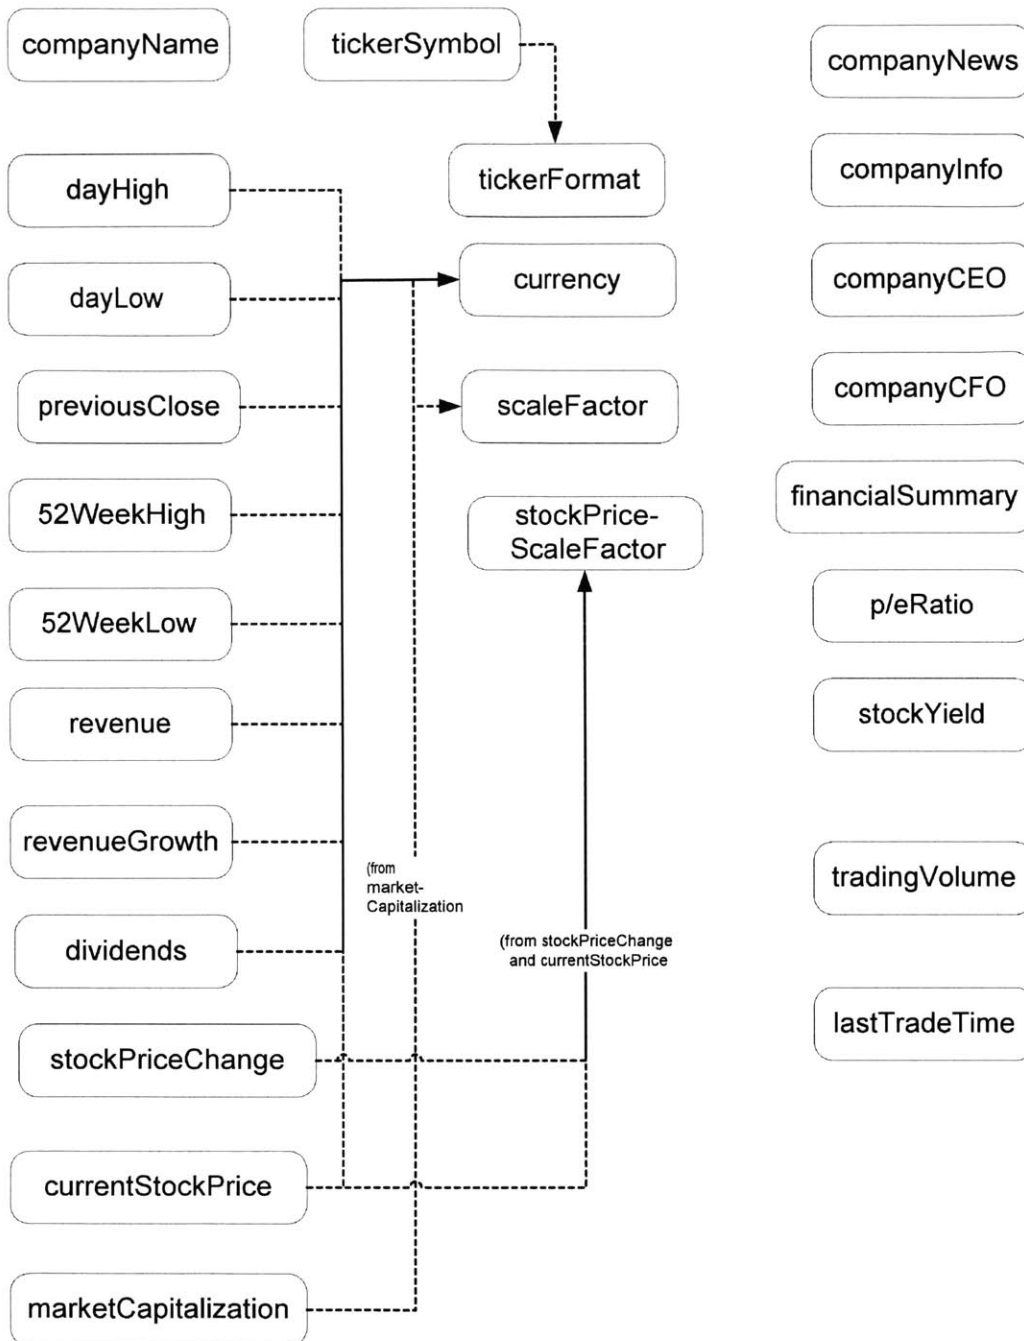 companyName
tickerSymbol
companyNews
tickerFormat
companyInfo
dayHigh
currency
companyCEO
dayLow
scaleFactor
companyCFO
previousClose
stockPrice-
ScaleFactor
financialSummary
52WeekHigh
p/eRatio
52WeekLow
stockYield
revenue
revenueGrowth
(from
market-
Capitalization
tradingVolume
dividends
(from stockPriceChange
and currentStockPrice
lastTradeTime
stockPriceChange
currentStockPrice
marketCapitalization